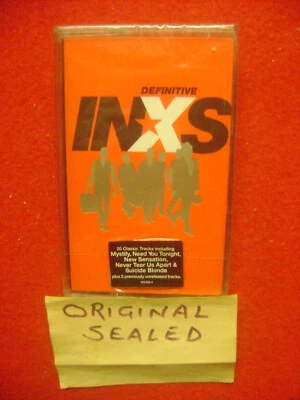 DEFINITIVE
INXS
20 Classic Tracks including
Mystify, Need You Tonight,
New Sensation,
Never Tear Us Apart &
Suicide Blonde
plus 2 previously unreleased tracks.
ORIGINAL
SEALED